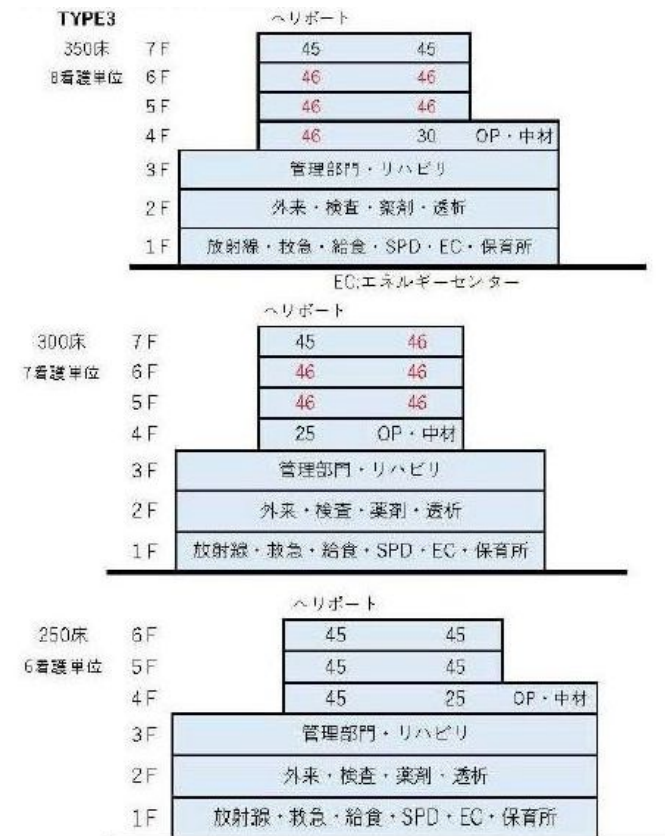 TYPE3 ヘリポート
350床 7F 45 45
8看護単位 6F 46 46
5F 46 46
4F 46 30 OP・中材
3F 管理部門・リハビリ
2F 外来・検査・薬剤・透析
1F 放射線・救急・給食・SPD・EC・保育所
EC;エネルギーセンター
ヘリポート
300床 7F 45 46
7看護単位 6F 46 46
5F 46 46
4F 25 OP・中材
3F 管理部門・リハビリ
2F 外来・検査・薬剤・透析
1F 放射線・救急・給食・SPD・EC・保育所
ヘリポート
250床 6F 45 45
6看護単位 5F 45 45
4F 45 25 OP・中材
3F 管理部門・リハビリ
2F 外来・検査・薬剤・透析
1F 放射線・救急・給食・SPD・EC・保育所